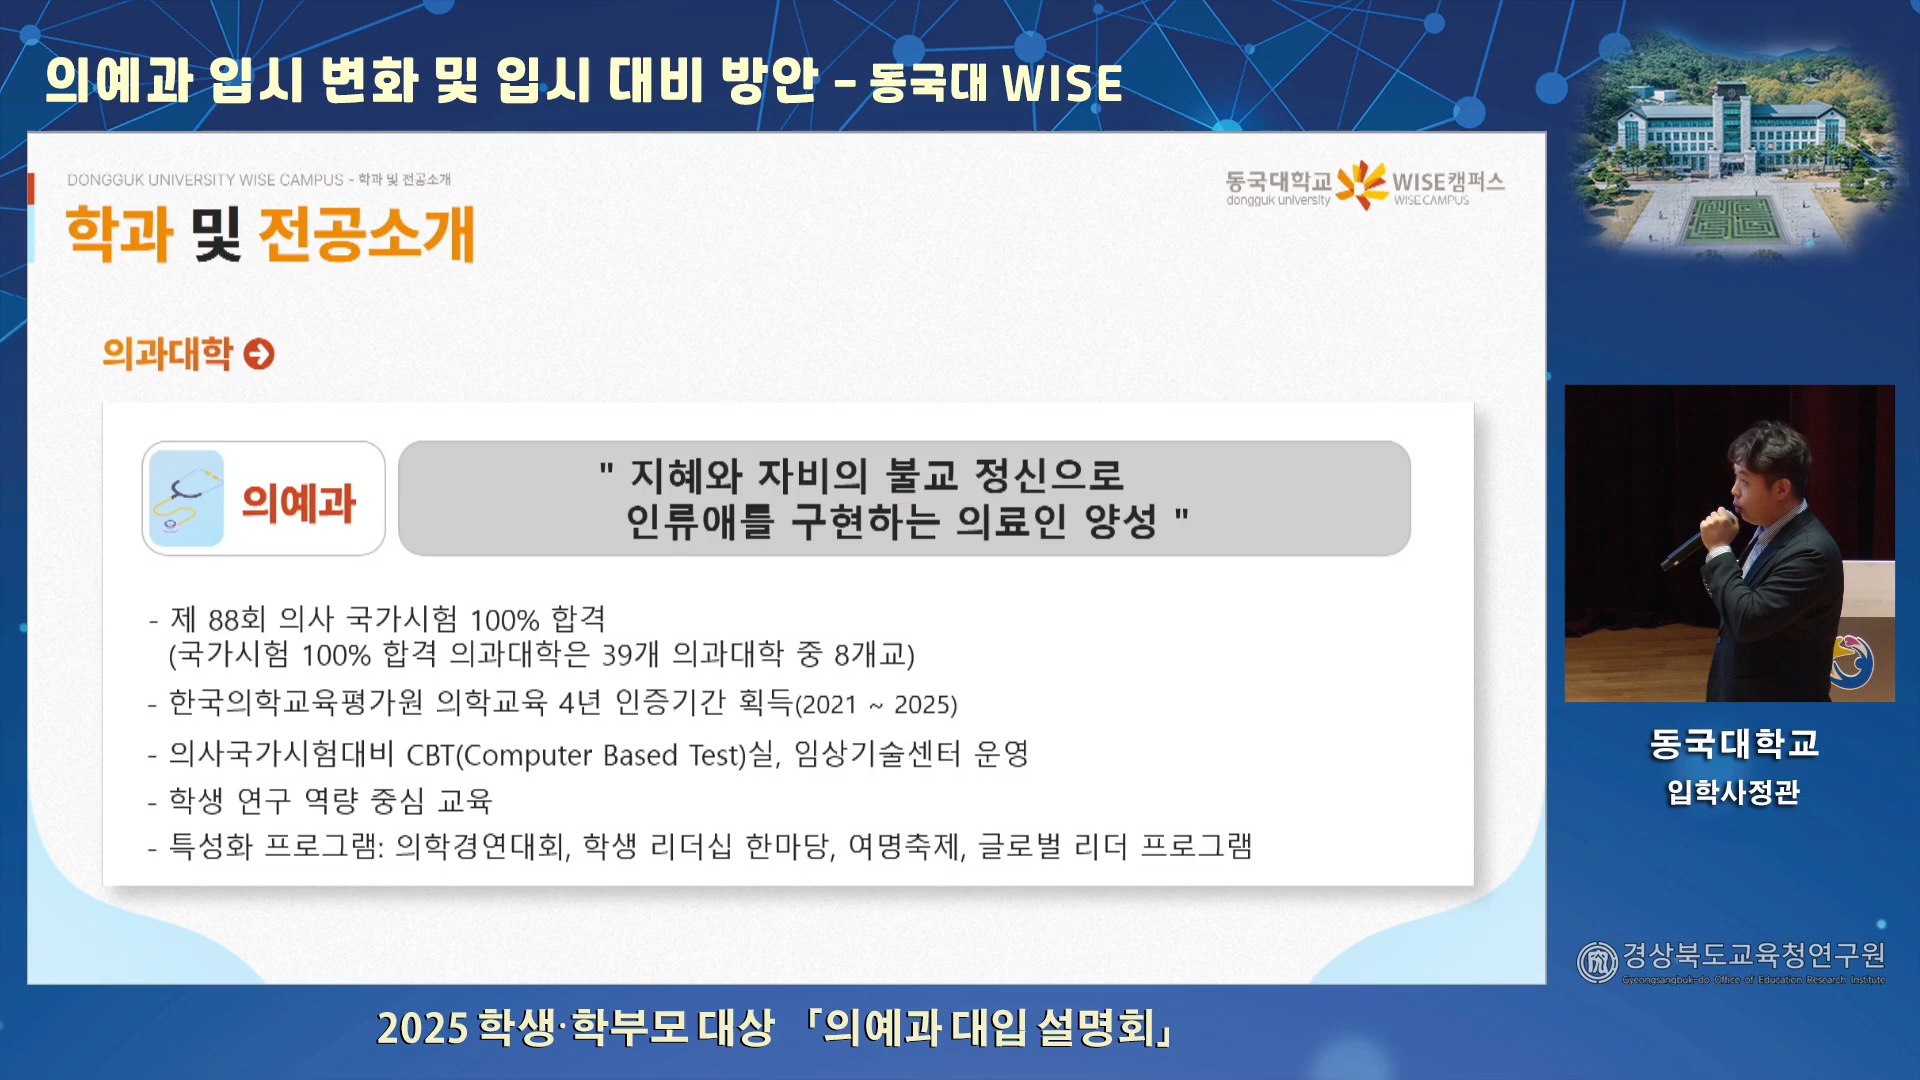 의예과 입시 변화 및 입시 대비 방안 - 동국대 WISE
DONGGUK UNIVERSITY WISE CAMPUS - 학과 및 전공소개
학과 및 전공소개
동국대학교 WISE캠퍼스
dongguk university WISE CAMPUS
의과대학
의예과
" 지혜와 자비의 불교 정신으로
인류애를 구현하는 의료인 양성 "
- 제 88회 의사 국가시험 100% 합격
(국가시험 100% 합격 의과대학은 39개 의과대학 중 8개교)
- 한국의학교육평가원 의학교육 4년 인증기간 획득(2021 ~ 2025)
- 의사국가시험대비 CBT(Computer Based Test)실, 임상기술센터 운영
- 학생 연구 역량 중심 교육
- 특성화 프로그램: 의학경연대회, 학생 리더십 한마당, 여명축제, 글로벌 리더 프로그램
동국대학교
입학사정관
경상북도교육청연구원
Gyeongsangbuk-do Office of Education Research Institute
2025 학생·학부모 대상 「의예과 대입 설명회」